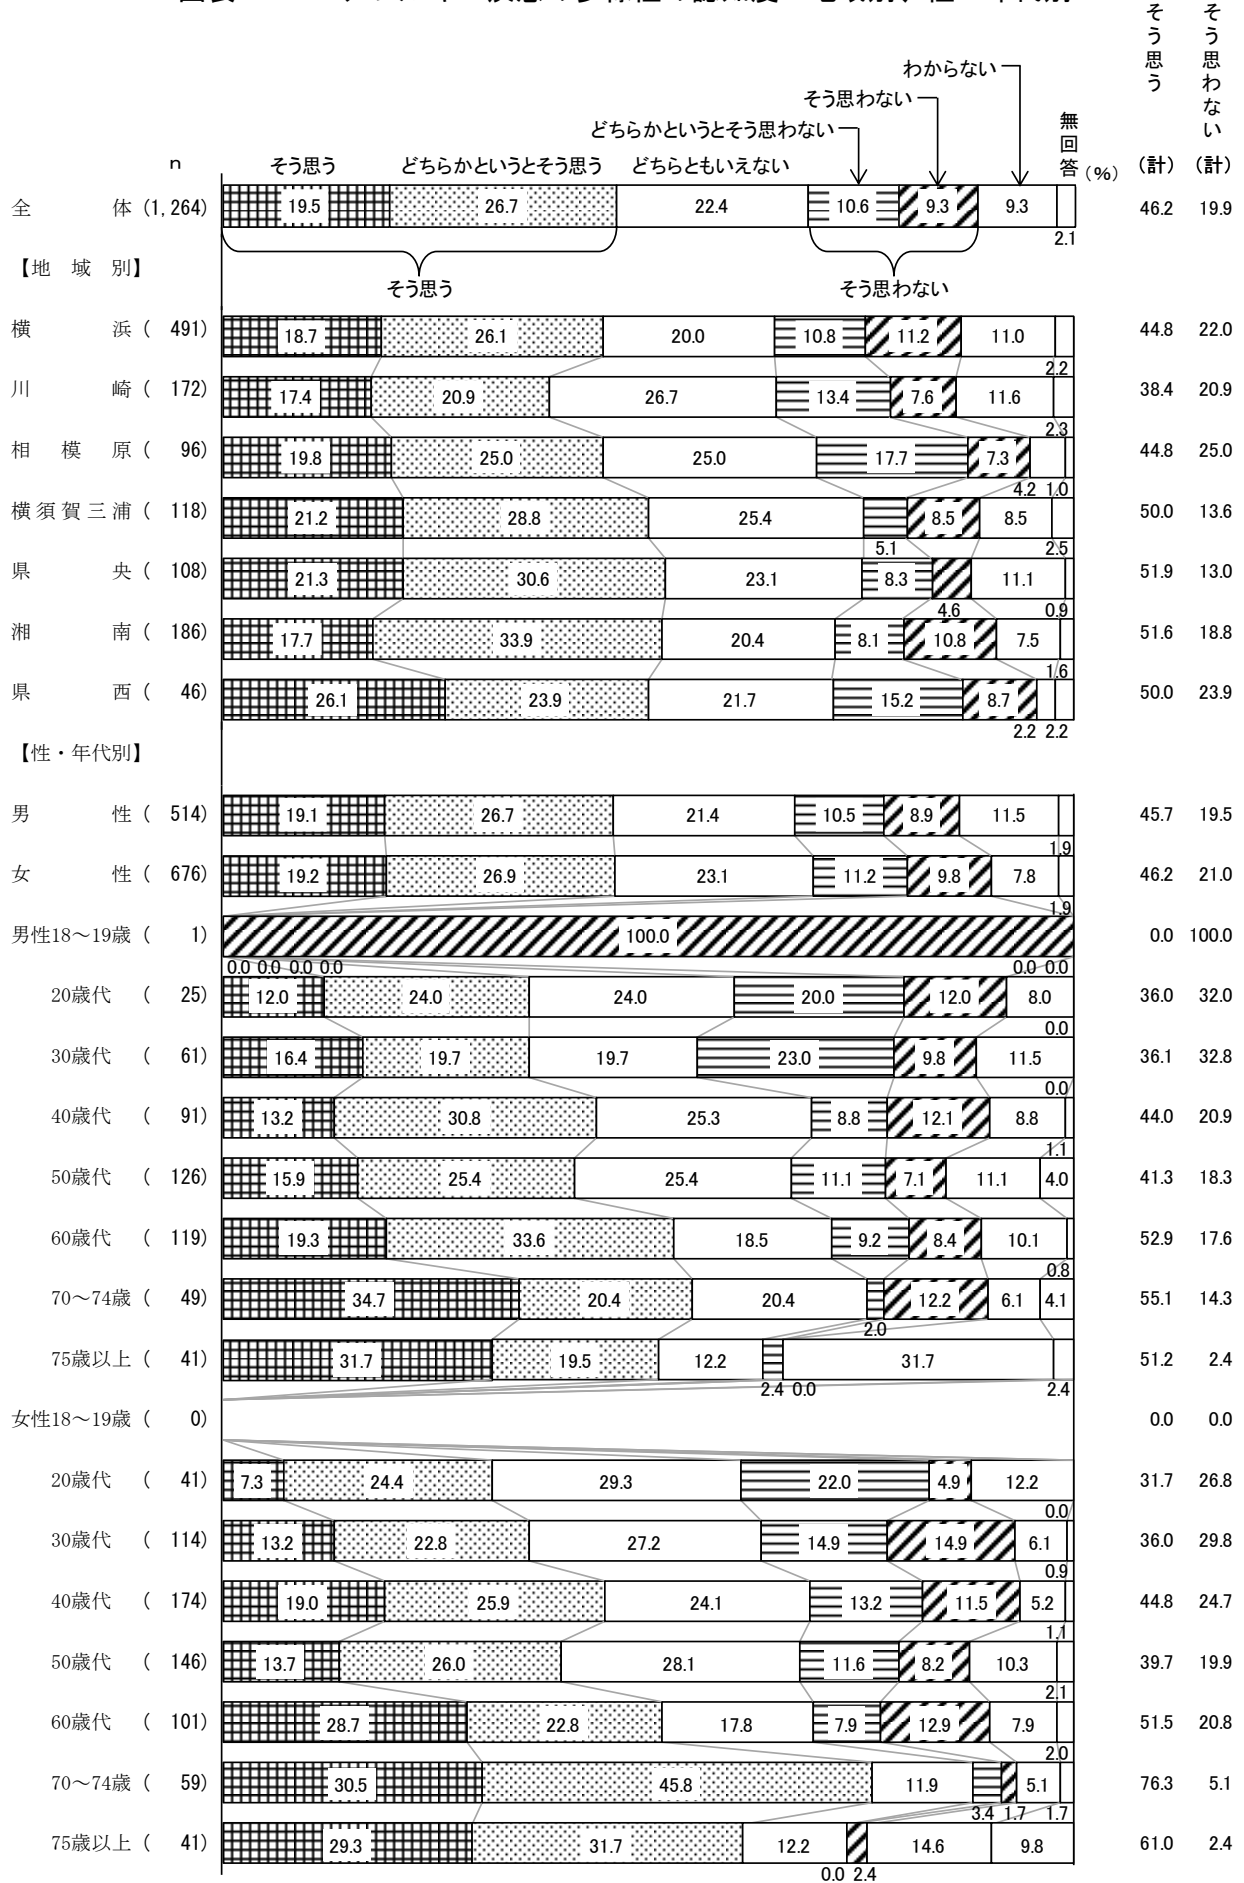 そう思う
そう思わない
わからない
そう思わない
どちらかというとそう思わない
無回答
n そう思う どちらかというとそう思う どちらともいえない (%) (計) (計)
全体 (1,264) 19.5 26.7 22.4 10.6 9.3 9.3 46.2 19.9
2.1
【地域別】
そう思う そう思わない
横浜 ( 491) 18.7 26.1 20.0 10.8 11.2 11.0 44.8 22.0
2.2
川崎 ( 172) 17.4 20.9 26.7 13.4 7.6 11.6 38.4 20.9
2.3
相模原 ( 96) 19.8 25.0 25.0 17.7 7.3 44.8 25.0
4.2 1.0
横須賀三浦 ( 118) 21.2 28.8 25.4 8.5 8.5 50.0 13.6
5.1 2.5
県央 ( 108) 21.3 30.6 23.1 8.3 11.1 51.9 13.0
4.6 0.9
湘南 ( 186) 17.7 33.9 20.4 8.1 10.8 7.5 51.6 18.8
1.6
県西 ( 46) 26.1 23.9 21.7 15.2 8.7 50.0 23.9
2.2 2.2
【性・年代別】
男性 ( 514) 19.1 26.7 21.4 10.5 8.9 11.5 45.7 19.5
1.9
女性 ( 676) 19.2 26.9 23.1 11.2 9.8 7.8 46.2 21.0
1.9
男性18～19歳 ( 1) 100.0 0.0 100.0
0.0 0.0 0.0 0.0 0.0 0.0
20歳代 ( 25) 12.0 24.0 24.0 20.0 12.0 8.0 36.0 32.0
0.0
30歳代 ( 61) 16.4 19.7 19.7 23.0 9.8 11.5 36.1 32.8
0.0
40歳代 ( 91) 13.2 30.8 25.3 8.8 12.1 8.8 44.0 20.9
1.1
50歳代 ( 126) 15.9 25.4 25.4 11.1 7.1 11.1 4.0 41.3 18.3
60歳代 ( 119) 19.3 33.6 18.5 9.2 8.4 10.1 52.9 17.6
0.8
70～74歳 ( 49) 34.7 20.4 20.4 12.2 6.1 4.1 55.1 14.3
2.0
75歳以上 ( 41) 31.7 19.5 12.2 31.7 51.2 2.4
2.4 0.0 2.4
女性18～19歳 ( 0) 0.0 0.0
20歳代 ( 41) 7.3 24.4 29.3 22.0 4.9 12.2 31.7 26.8
0.0
30歳代 ( 114) 13.2 22.8 27.2 14.9 14.9 6.1 36.0 29.8
0.9
40歳代 ( 174) 19.0 25.9 24.1 13.2 11.5 5.2 44.8 24.7
1.1
50歳代 ( 146) 13.7 26.0 28.1 11.6 8.2 10.3 39.7 19.9
2.1
60歳代 ( 101) 28.7 22.8 17.8 7.9 12.9 7.9 51.5 20.8
2.0
70～74歳 ( 59) 30.5 45.8 11.9 5.1 76.3 5.1
3.4 1.7 1.7
75歳以上 ( 41) 29.3 31.7 12.2 14.6 9.8 61.0 2.4
0.0 2.4